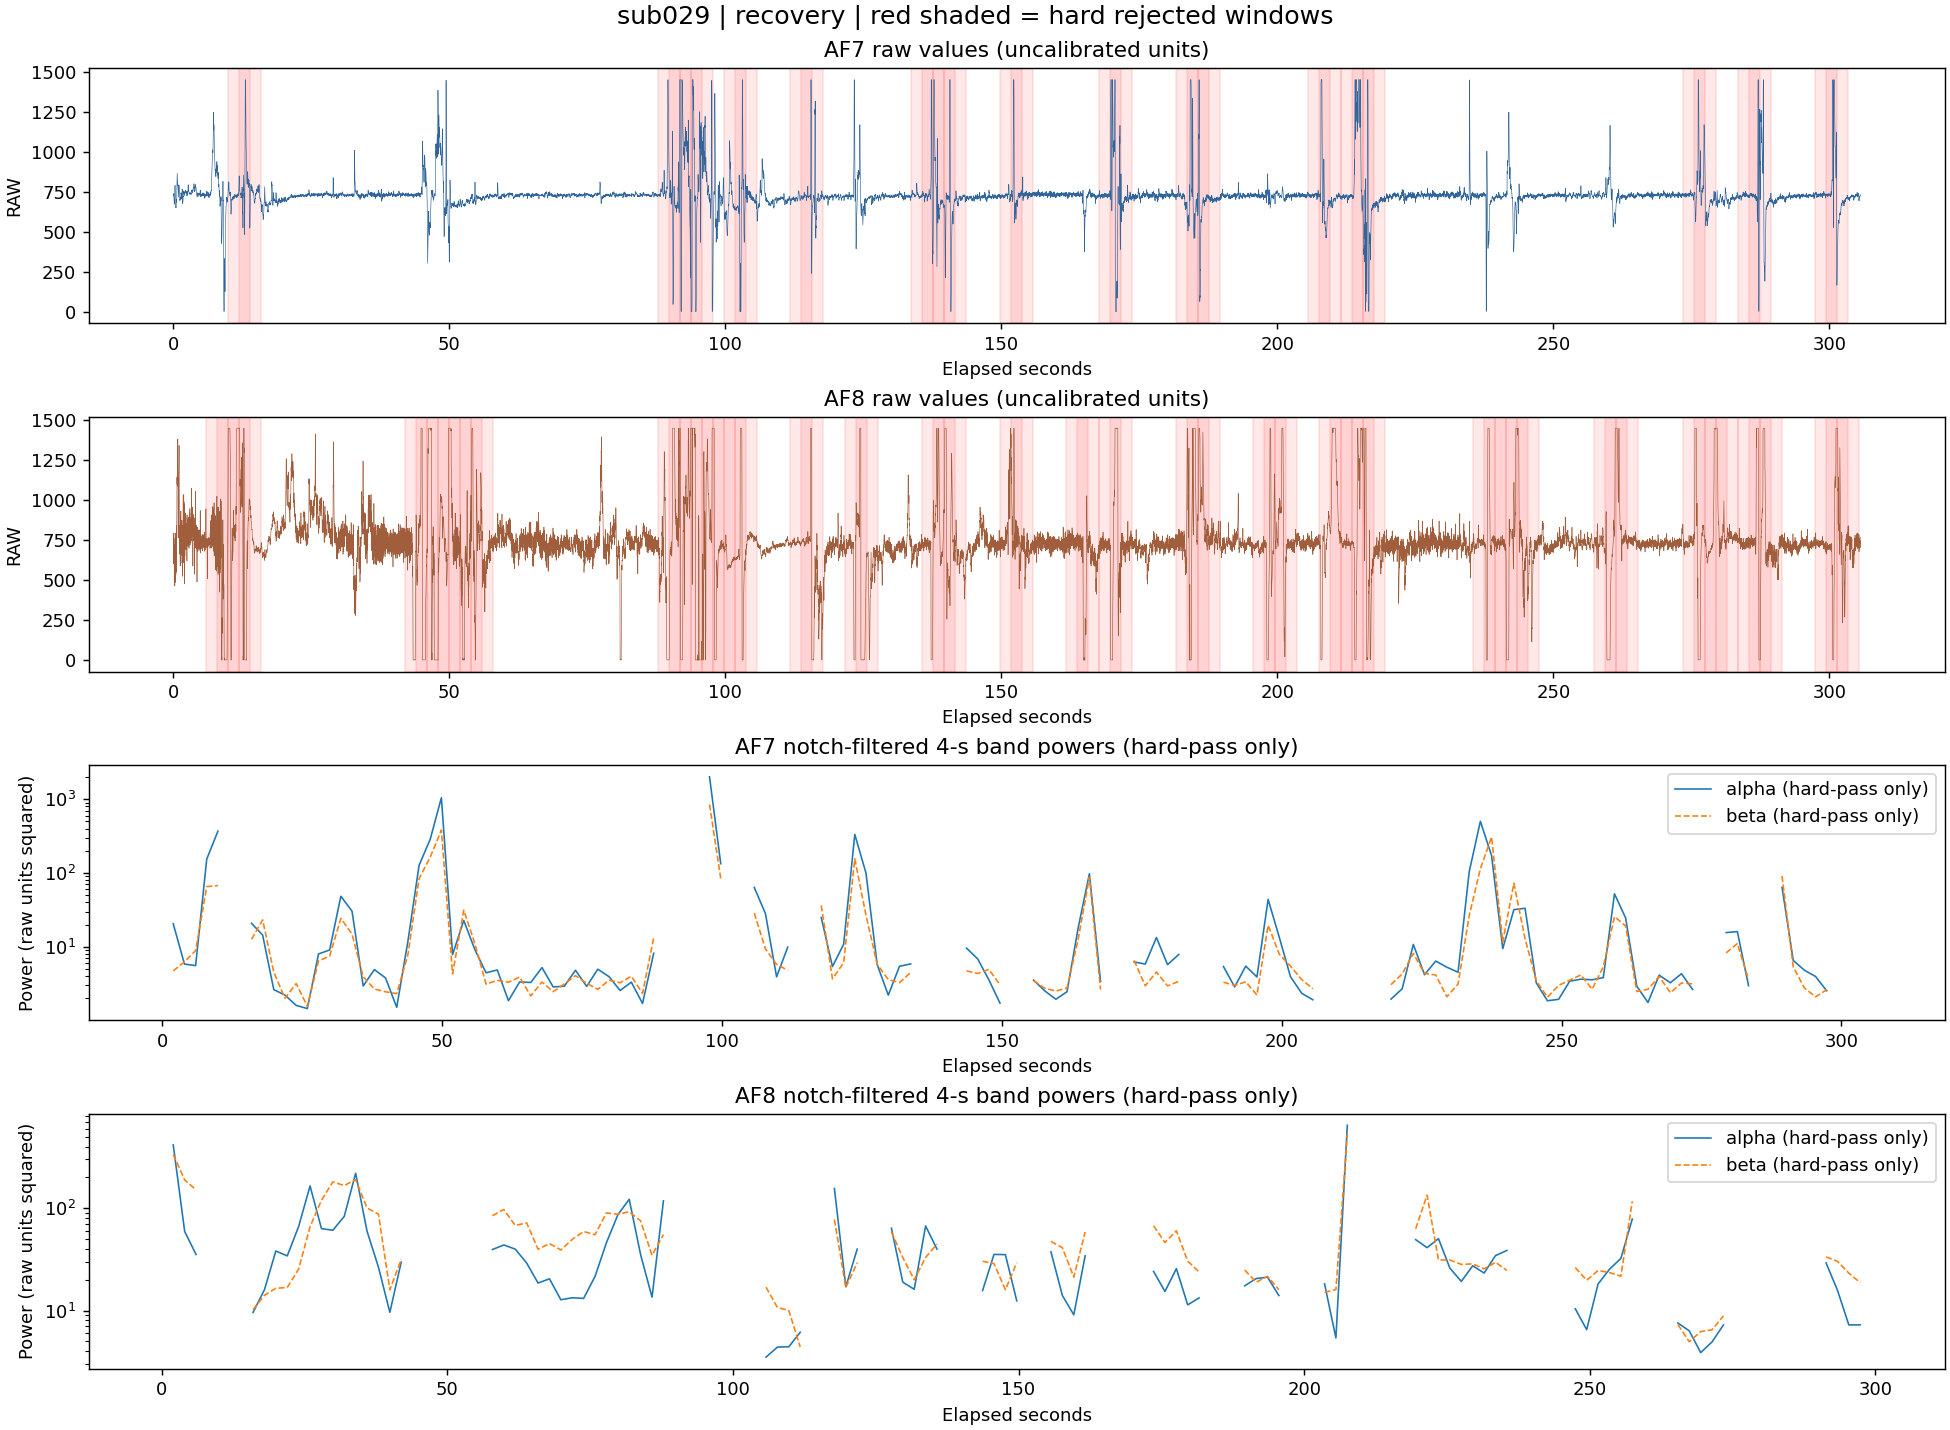 sub029 | recovery | red shaded = hard rejected windows
AF7 raw values (uncalibrated units)
RAW
1500
1250
1000
750
500
250
0
0 50 100 150 200 250 300
Elapsed seconds
AF8 raw values (uncalibrated units)
RAW
1500
1250
1000
750
500
250
0
0 50 100 150 200 250 300
Elapsed seconds
AF7 notch-filtered 4-s band powers (hard-pass only)
Power (raw units squared)
10³
10²
10¹
alpha (hard-pass only)
beta (hard-pass only)
0 50 100 150 200 250 300
Elapsed seconds
AF8 notch-filtered 4-s band powers (hard-pass only)
Power (raw units squared)
10²
10¹
alpha (hard-pass only)
beta (hard-pass only)
0 50 100 150 200 250 300
Elapsed seconds